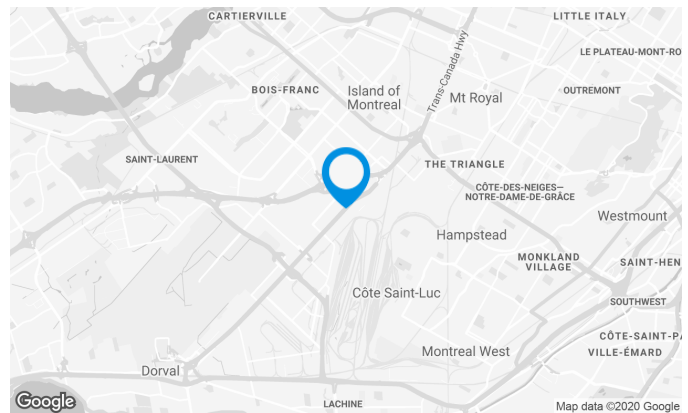 CARTIERVILLE
LITTLE ITALY
LE PLATEAU-MONT-RO
Trans-Canada Hwy
BOIS-FRANC
Island of
Montreal
Mt Royal
OUTREMONT
SAINT-LAURENT
THE TRIANGLE
CÔTE-DES-NEIGES—
NOTRE-DAME-DE-GRÂCE
Westmount
Hampstead
MONKLAND
VILLAGE
SAINT-HEN
Côte Saint-Luc
SOUTHWEST
CÔTE-SAINT-PA
Montreal West
VILLE-ÉMARD
Dorval
LACHINE
Google
Map data ©2020 Google